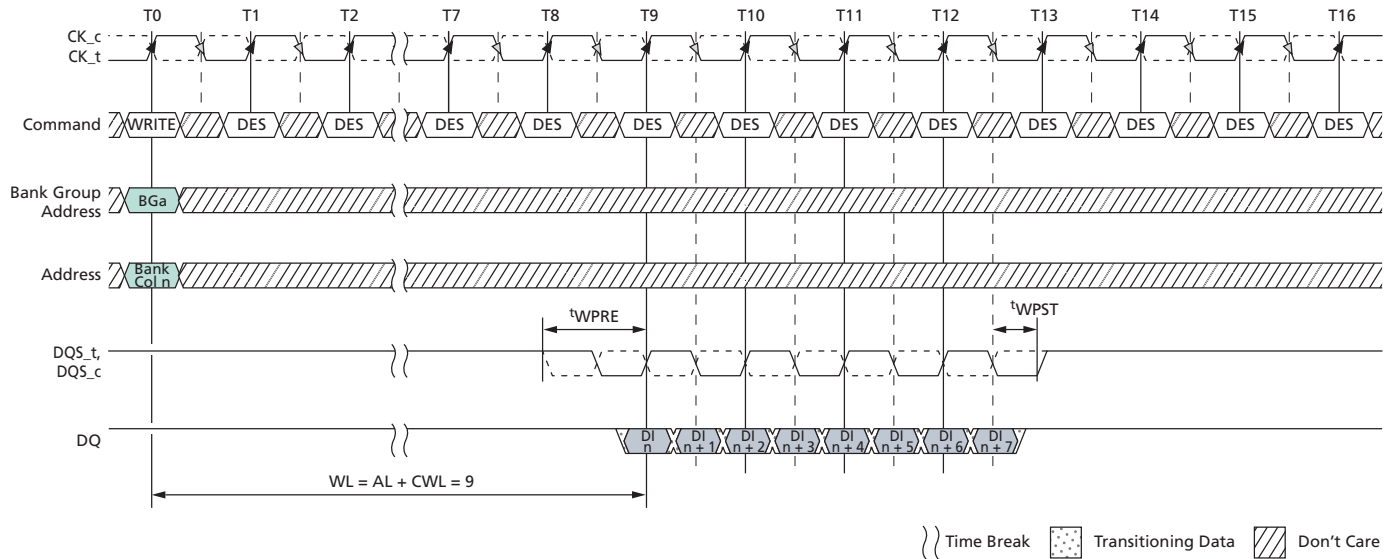 T0 T1 T2 T7 T8 T9 T10 T11 T12 T13 T14 T15 T16
CK_c
CK_t
Command WRITE DES DES DES DES DES DES DES DES DES DES DES DES
Bank Group
Address
BGa
Address
Bank
Col n
tWPRE
tWPST
DQS_t,
DQS_c
DQ
DI n
DI n + 1
DI n + 2
DI n + 3
DI n + 4
DI n + 5
DI n + 6
DI n + 7
WL = AL + CWL = 9
Time Break Transitioning Data Don't Care